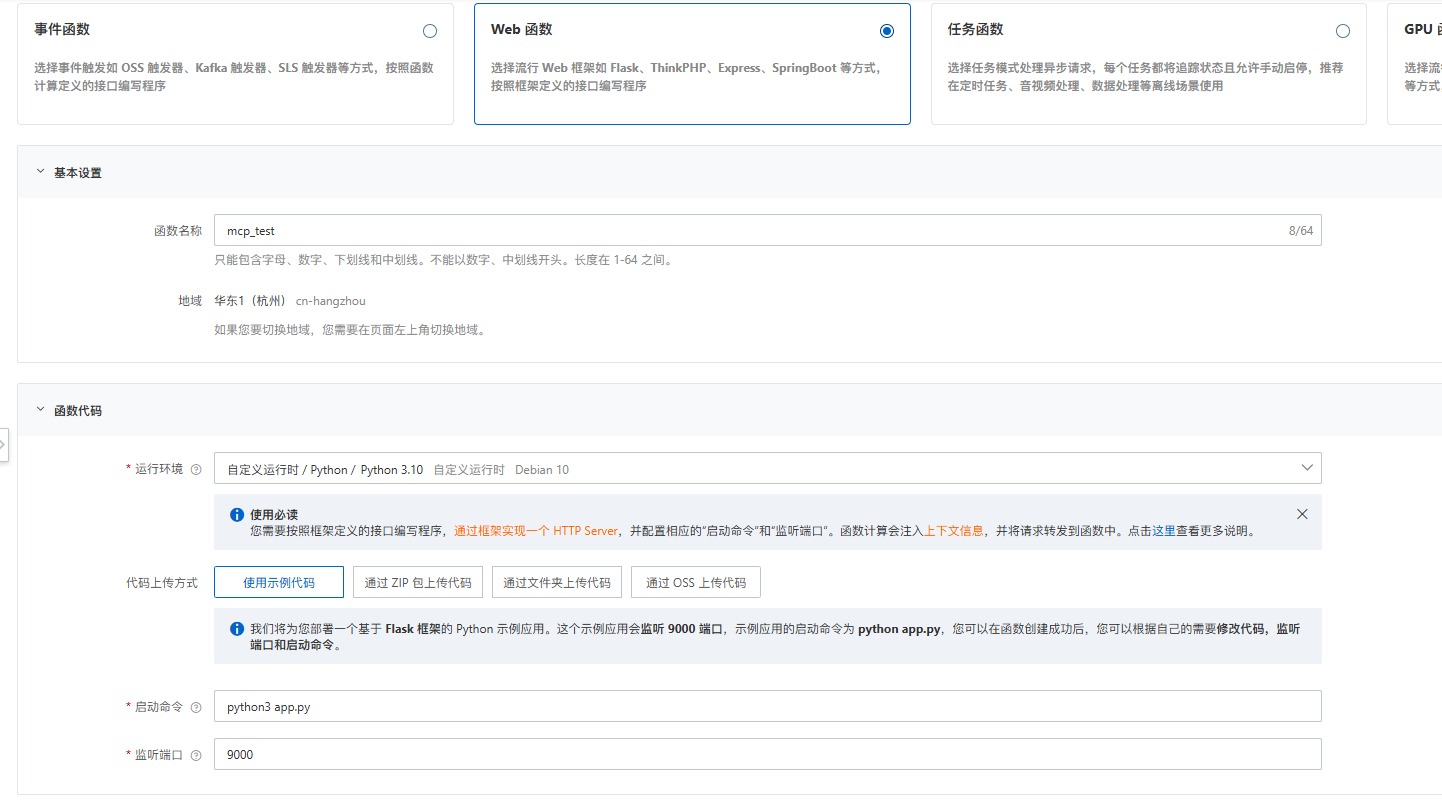 事件函数
选择事件触发如 OSS 触发器、Kafka 触发器、SLS 触发器等方式，按照函数
计算定义的接口编写程序
Web 函数
选择流行 Web 框架如 Flask、ThinkPHP、Express、SpringBoot 等方式，
按照框架定义的接口编写程序
任务函数
选择任务模式处理异步请求，每个任务都将追踪状态且允许手动启停，推荐
在定时任务、音视频处理、数据处理等离线场景使用
GPU
选择流
等方式
基本设置
函数名称
mcp_test
8/64
只能包含字母、数字、下划线和中划线。不能以数字、中划线开头。长度在 1-64 之间。
地域
华东1（杭州） cn-hangzhou
如果您要切换地域，您需要在页面左上角切换地域。
函数代码
* 运行环境
自定义运行时 / Python / Python 3.10 自定义运行时 Debian 10
使用必读
您需要按照框架定义的接口编写程序，通过框架实现一个 HTTP Server，并配置相应的“启动命令”和“监听端口”。函数计算会注入上下文信息，并将请求转发到函数中。点击这里查看更多说明。
代码上传方式
使用示例代码
通过 ZIP 包上传代码
通过文件夹上传代码
通过 OSS 上传代码
我们将为您部署一个基于 Flask 框架的 Python 示例应用。这个示例应用会监听 9000 端口，示例应用的启动命令为 python app.py，您可以在函数创建成功后，您可以根据自己的需要修改代码，监听
端口和启动命令。
* 启动命令
python3 app.py
* 监听端口
9000